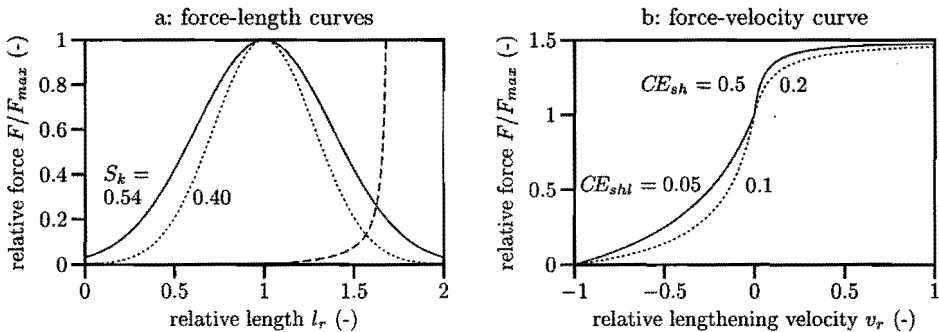 a: force-length curves
relative force F/F_max (-)
1
0.8
0.6
0.4
0.2
0
S_k =
0.54
0.40
0
0.5
1
1.5
2
relative length l_r (-)
b: force-velocity curve
relative force F/F_max (-)
1.5
1
0.5
0
CE_sh = 0.5
0.2
CE_shl = 0.05
0.1
−1
−0.5
0
0.5
1
relative lengthening velocity v_r (-)